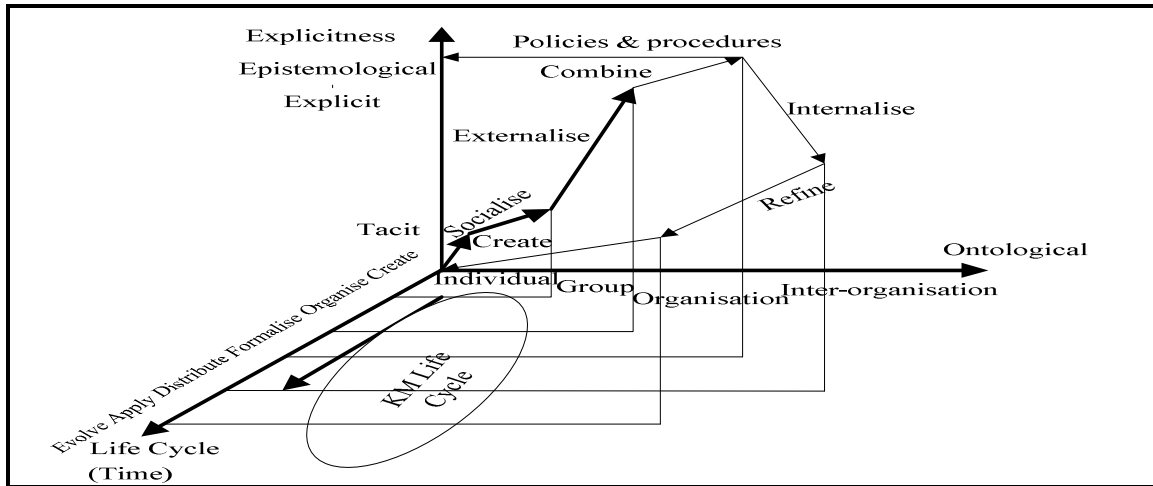 Explicitness
Policies & procedures
Epistemological
Combine
Explicit
Internalise
Externalise
Socialise
Refine
Tacit
Create
Ontological
Individual
Group
Organisation
Inter-organisation
Evolve Apply Distribute Formalise Organise Create
KM Life
Cycle
Life Cycle
(Time)